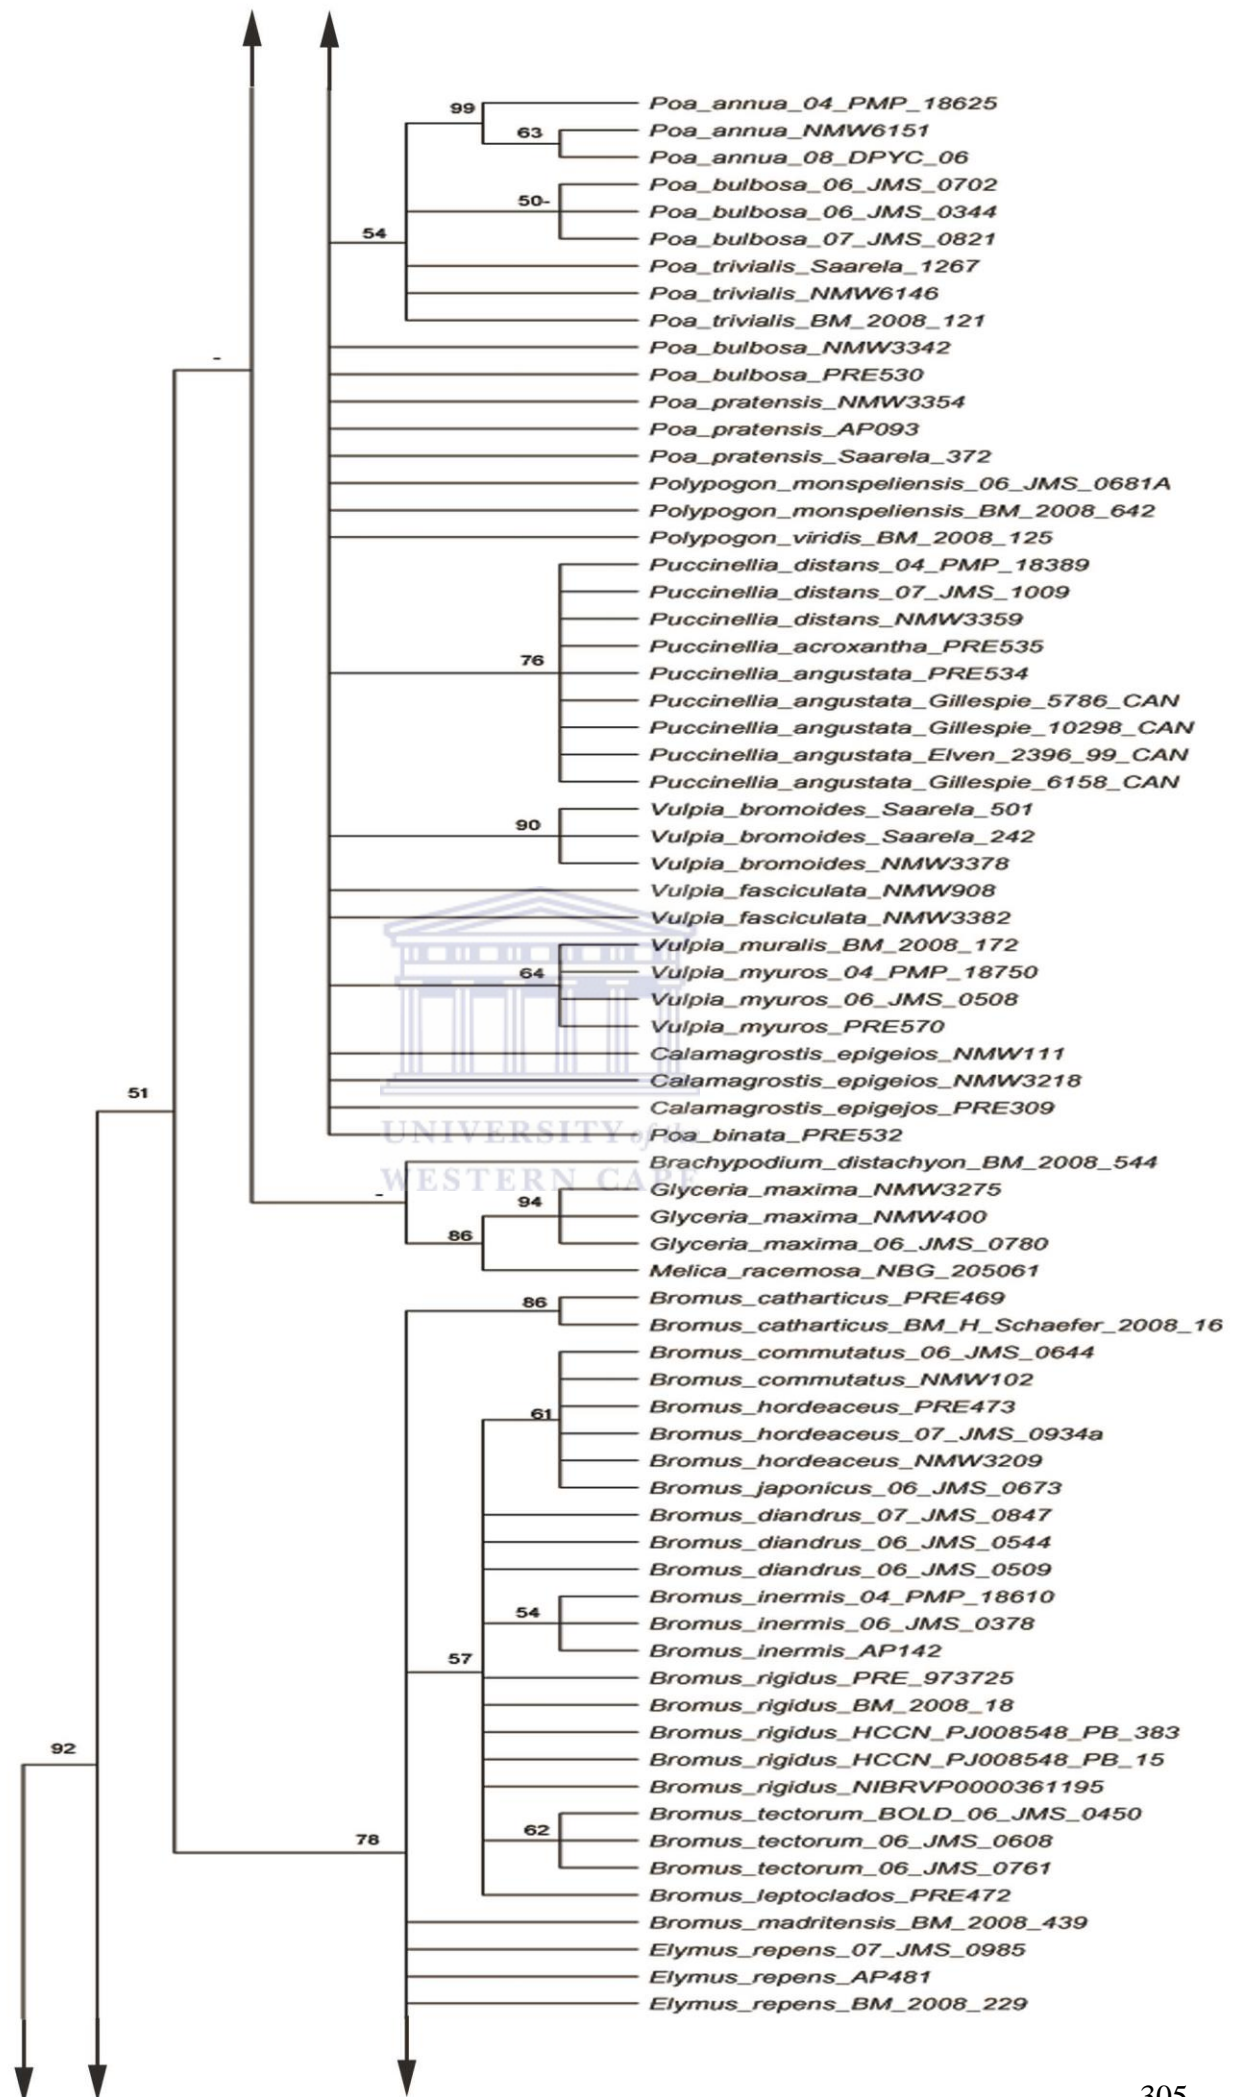 99
Poa_annua_04_PMP_18625
63
Poa_annua_NMW6151
Poa_annua_08_DPYC_06
Poa_bulbosa_06_JMS_0702
50-
Poa_bulbosa_06_JMS_0344
54
Poa_bulbosa_07_JMS_0821
Poa_trivialis_Saarela_1267
Poa_trivialis_NMW6146
Poa_trivialis_BM_2008_121
-
Poa_bulbosa_NMW3342
Poa_bulbosa_PRE530
Poa_pratensis_NMW3354
Poa_pratensis_AP093
Poa_pratensis_Saarela_372
Polypogon_monspeliensis_06_JMS_0681A
Polypogon_monspeliensis_BM_2008_642
Polypogon_viridis_BM_2008_125
Puccinellia_distans_04_PMP_18389
Puccinellia_distans_07_JMS_1009
Puccinellia_distans_NMW3359
Puccinellia_acroxantha_PRE535
76
Puccinellia_angustata_PRE534
Puccinellia_angustata_Gillespie_5786_CAN
Puccinellia_angustata_Gillespie_10298_CAN
Puccinellia_angustata_Elven_2396_99_CAN
Puccinellia_angustata_Gillespie_6158_CAN
Vulpia_bromoides_Saarela_501
90
Vulpia_bromoides_Saarela_242
Vulpia_bromoides_NMW3378
Vulpia_fasciculata_NMW908
Vulpia_fasciculata_NMW3382
Vulpia_muralis_BM_2008_172
64
Vulpia_myuros_04_PMP_18750
Vulpia_myuros_06_JMS_0508
Vulpia_myuros_PRE570
Calamagrostis_epigeios_NMW111
Calamagrostis_epigeios_NMW3218
51
Calamagrostis_epigejos_PRE309
UNIVERSITY of the
Poa_binata_PRE532
Brachypodium_distachyon_BM_2008_544
WESTERN CAPE
-
Glyceria_maxima_NMW3275
94
Glyceria_maxima_NMW400
86
Glyceria_maxima_06_JMS_0780
Melica_racemosa_NBG_205061
86
Bromus_catharticus_PRE469
Bromus_catharticus_BM_H_Schaefer_2008_16
Bromus_commutatus_06_JMS_0644
Bromus_commutatus_NMW102
61
Bromus_hordeaceus_PRE473
Bromus_hordeaceus_07_JMS_0934a
Bromus_hordeaceus_NMW3209
Bromus_japonicus_06_JMS_0673
Bromus_diandrus_07_JMS_0847
Bromus_diandrus_06_JMS_0544
Bromus_diandrus_06_JMS_0509
Bromus_inermis_04_PMP_18610
54
Bromus_inermis_06_JMS_0378
Bromus_inermis_AP142
57
Bromus_rigidus_PRE_973725
Bromus_rigidus_BM_2008_18
Bromus_rigidus_HCCN_PJ008548_PB_383
92
Bromus_rigidus_HCCN_PJ008548_PB_15
Bromus_rigidus_NIBRVP0000361195
Bromus_tectorum_BOLD_06_JMS_0450
62
Bromus_tectorum_06_JMS_0608
78
Bromus_tectorum_06_JMS_0761
Bromus_leptoclados_PRE472
Bromus_madritensis_BM_2008_439
Elymus_repens_07_JMS_0985
Elymus_repens_AP481
Elymus_repens_BM_2008_229
305